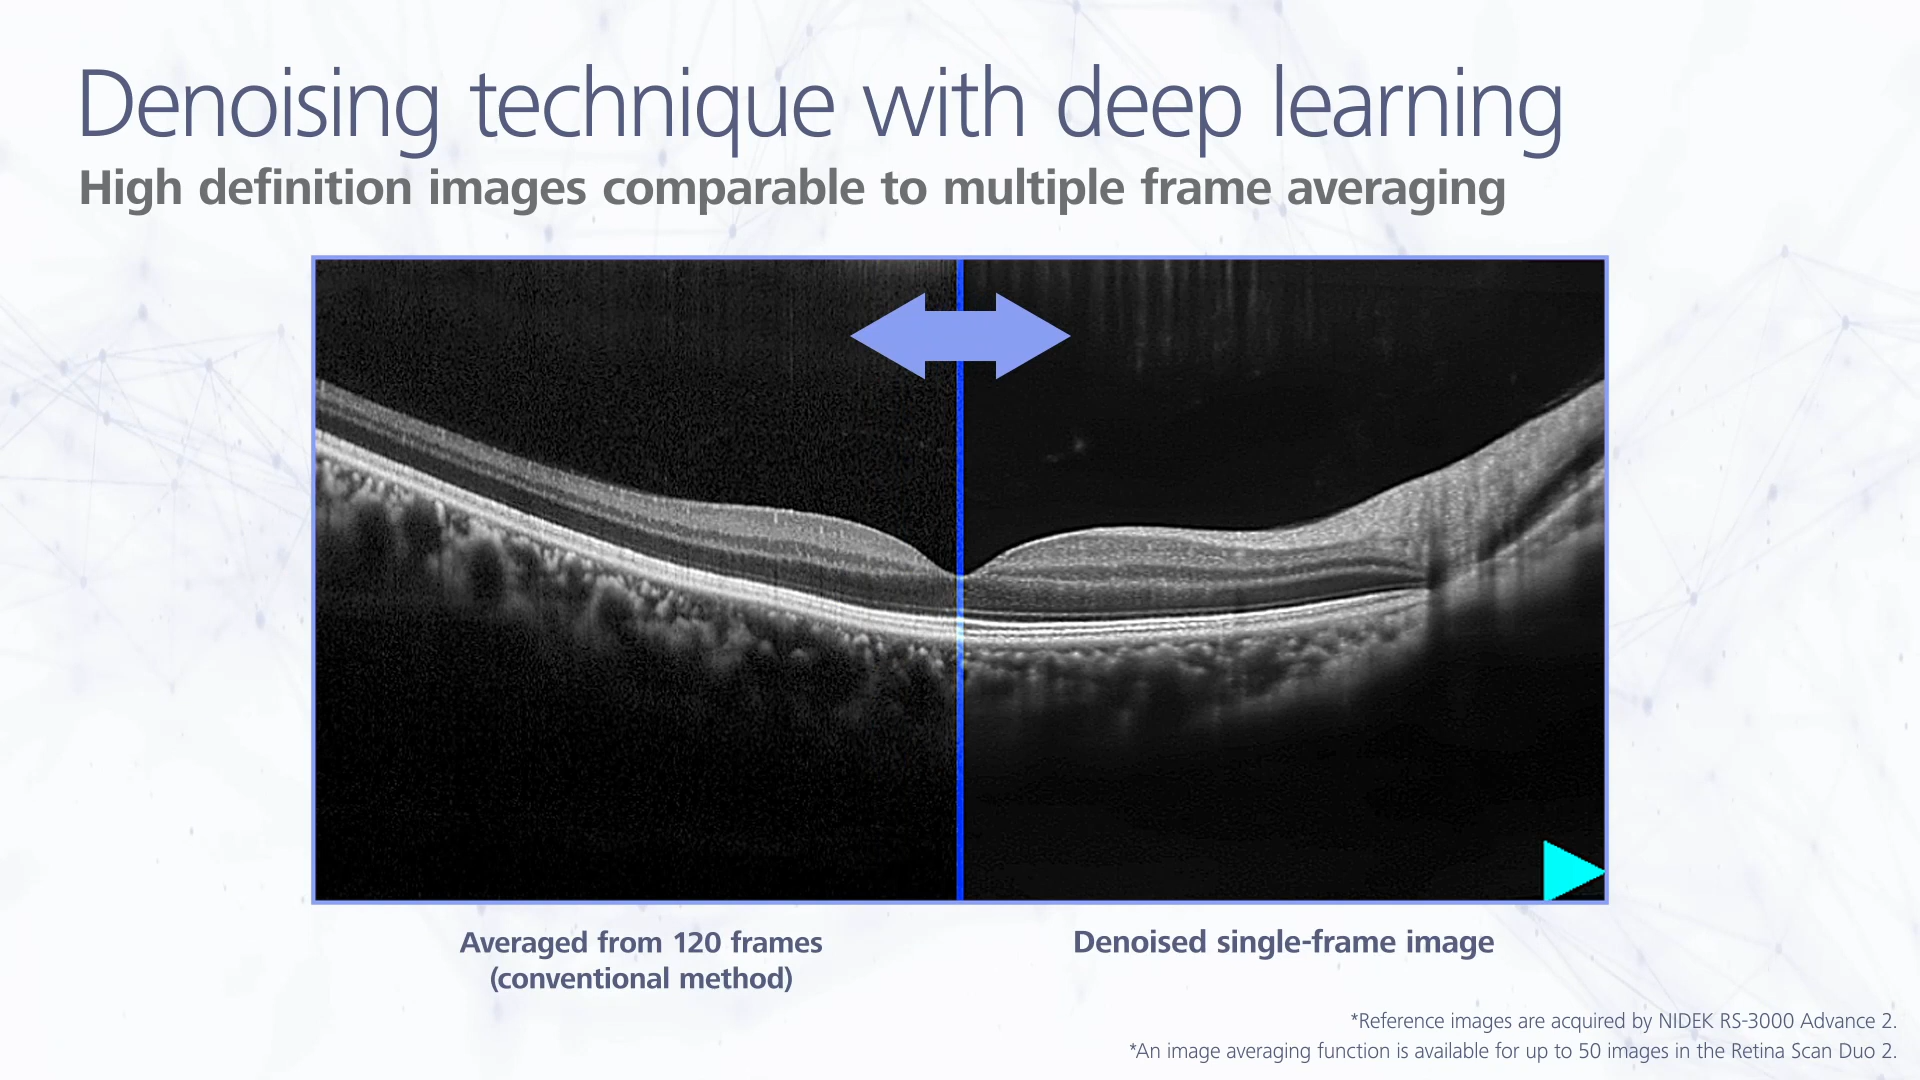 Denoising technique with deep learning
High definition images comparable to multiple frame averaging
Averaged from 120 frames
(conventional method)
Denoised single-frame image
*Reference images are acquired by NIDEK RS-3000 Advance 2.
*An image averaging function is available for up to 50 images in the Retina Scan Duo 2.